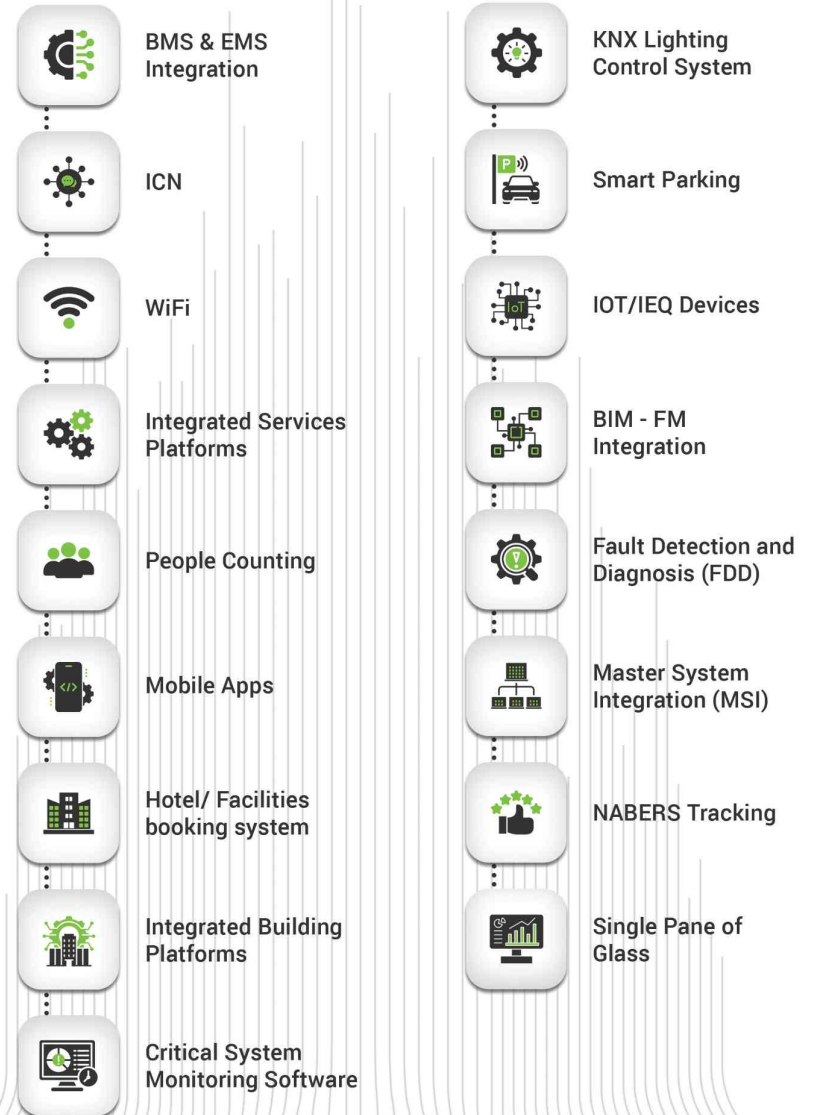 BMS & EMS
Integration
ICN
WiFi
Integrated Services
Platforms
People Counting
</>
Mobile Apps
Hotel/ Facilities
booking system
Integrated Building
Platforms
Critical System
Monitoring Software
KNX Lighting
Control System
P
Smart Parking
IoT
IOT/IEQ Devices
BIM - FM
Integration
Fault Detection and
Diagnosis (FDD)
Master System
Integration (MSI)
NABERS Tracking
Single Pane of
Glass